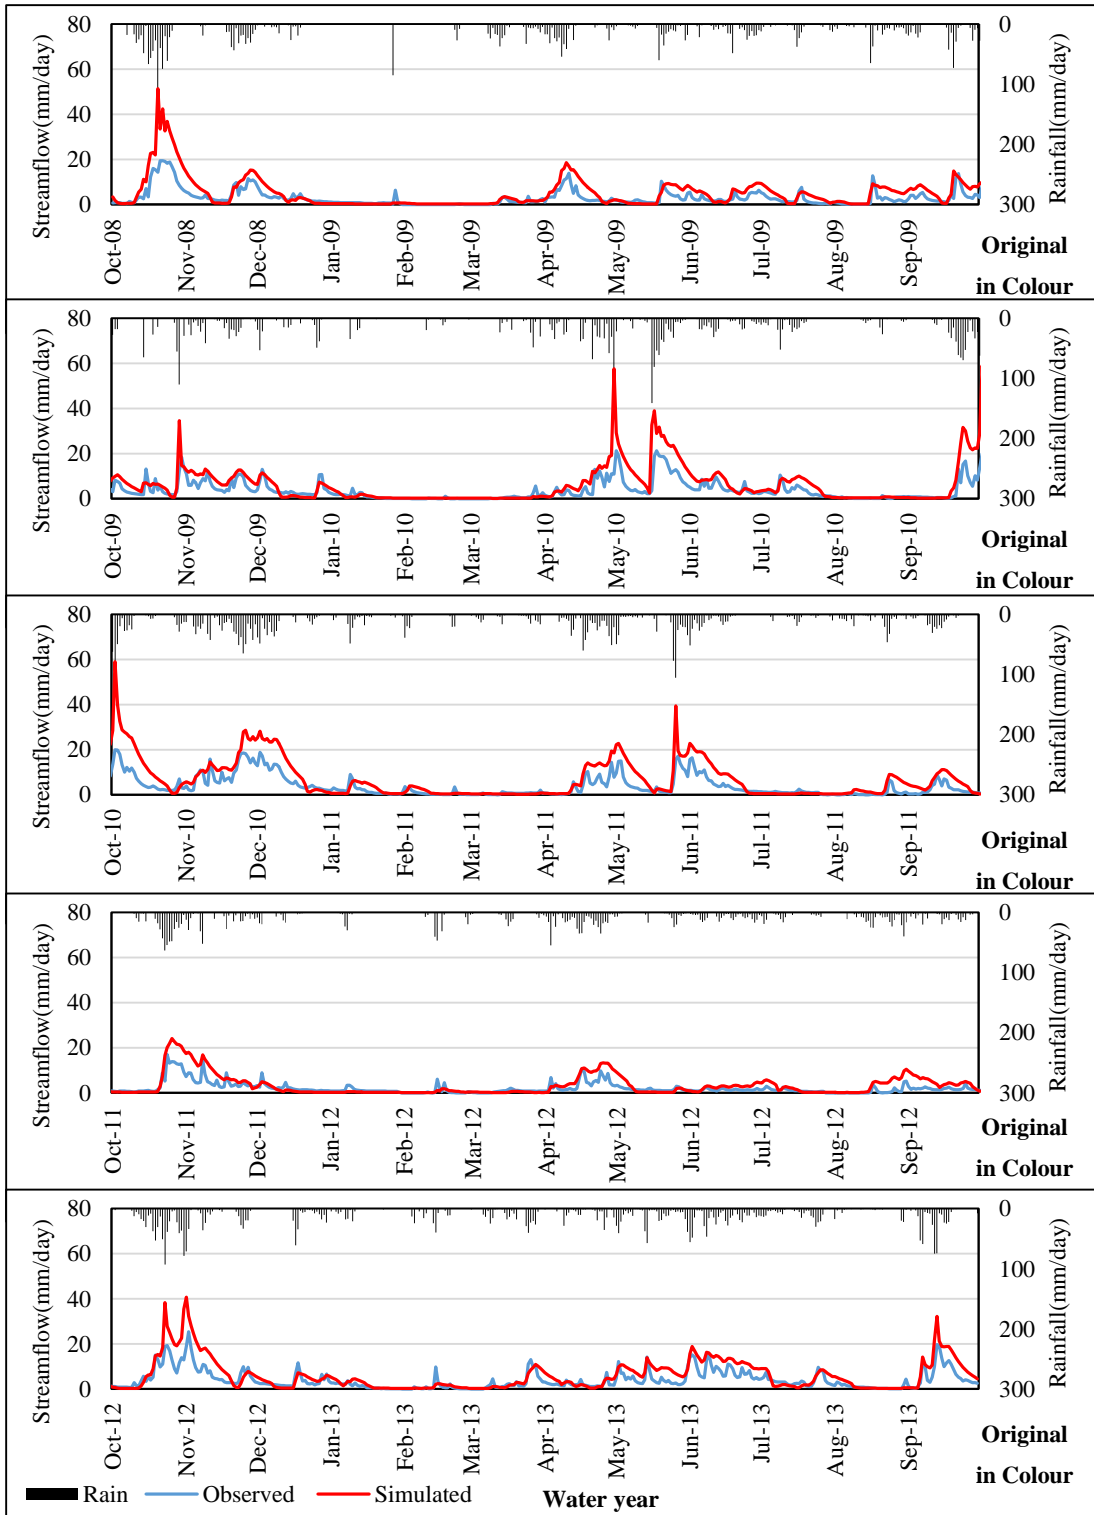 Streamflow(mm/day)
80
60
40
20
0
0
100
200
300
Rainfall(mm/day)
Oct-08
Nov-08
Dec-08
Jan-09
Feb-09
Mar-09
Apr-09
May-09
Jun-09
Jul-09
Aug-09
Sep-09
Original
in Colour
Streamflow(mm/day)
80
60
40
20
0
0
100
200
300
Rainfall(mm/day)
Oct-09
Nov-09
Dec-09
Jan-10
Feb-10
Mar-10
Apr-10
May-10
Jun-10
Jul-10
Aug-10
Sep-10
Original
in Colour
Streamflow(mm/day)
80
60
40
20
0
0
100
200
300
Rainfall(mm/day)
Oct-10
Nov-10
Dec-10
Jan-11
Feb-11
Mar-11
Apr-11
May-11
Jun-11
Jul-11
Aug-11
Sep-11
Original
in Colour
Streamflow(mm/day)
80
60
40
20
0
0
100
200
300
Rainfall(mm/day)
Oct-11
Nov-11
Dec-11
Jan-12
Feb-12
Mar-12
Apr-12
May-12
Jun-12
Jul-12
Aug-12
Sep-12
Original
in Colour
Streamflow(mm/day)
80
60
40
20
0
0
100
200
300
Rainfall(mm/day)
Oct-12
Nov-12
Dec-12
Jan-13
Feb-13
Mar-13
Apr-13
May-13
Jun-13
Jul-13
Aug-13
Sep-13
Original
in Colour
Rain Observed Simulated
Water year